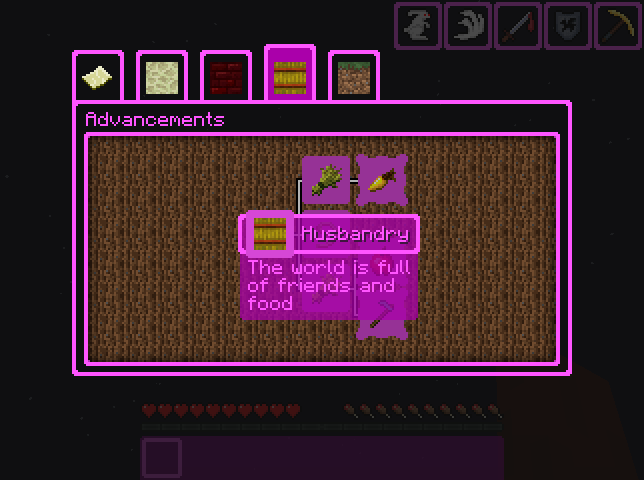 Advancements
Husbandry
The world is full
of friends and
food